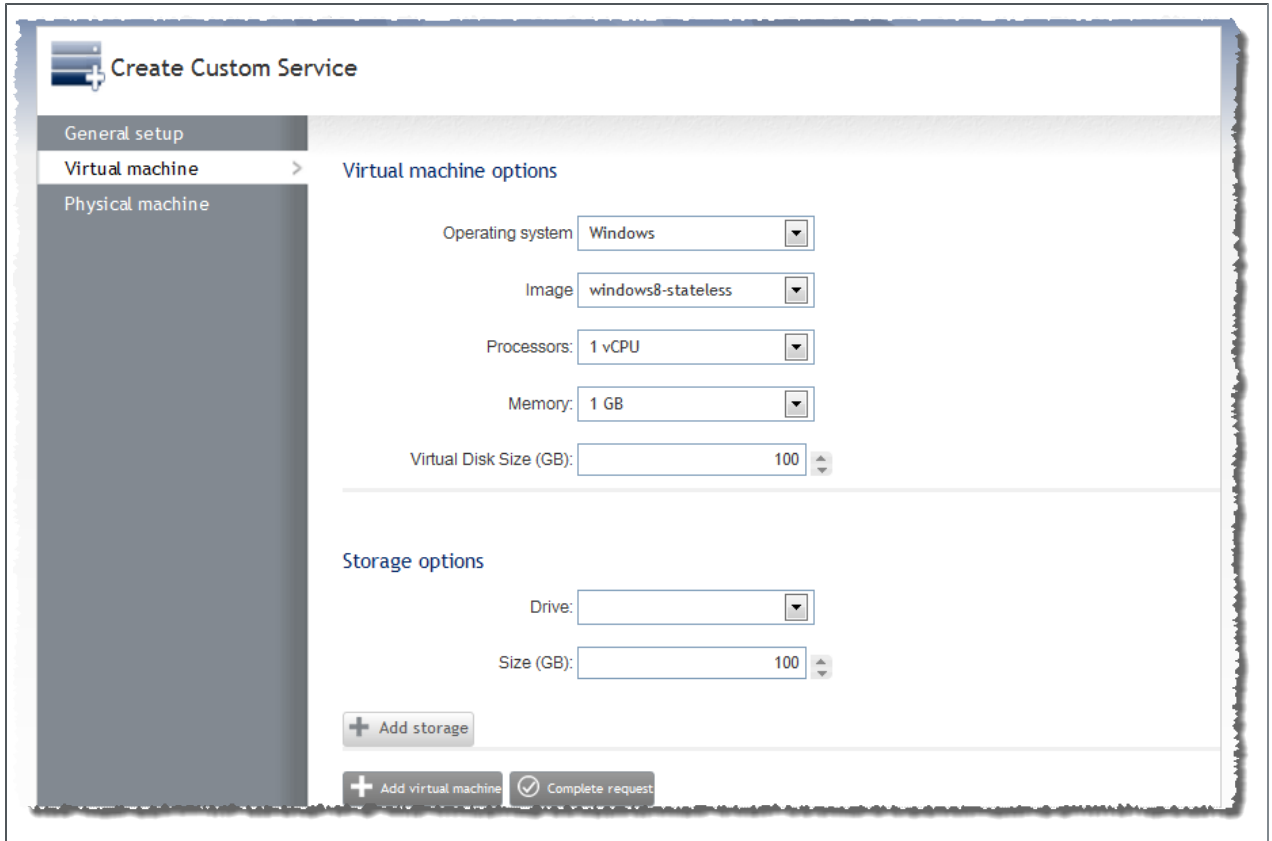 Create Custom Service
General setup
Virtual machine
Physical machine
Virtual machine options
Operating system Windows
Image windows8-stateless
Processors: 1 vCPU
Memory: 1 GB
Virtual Disk Size (GB): 100
Storage options
Drive:
Size (GB): 100
Add storage
Add virtual machine Complete request